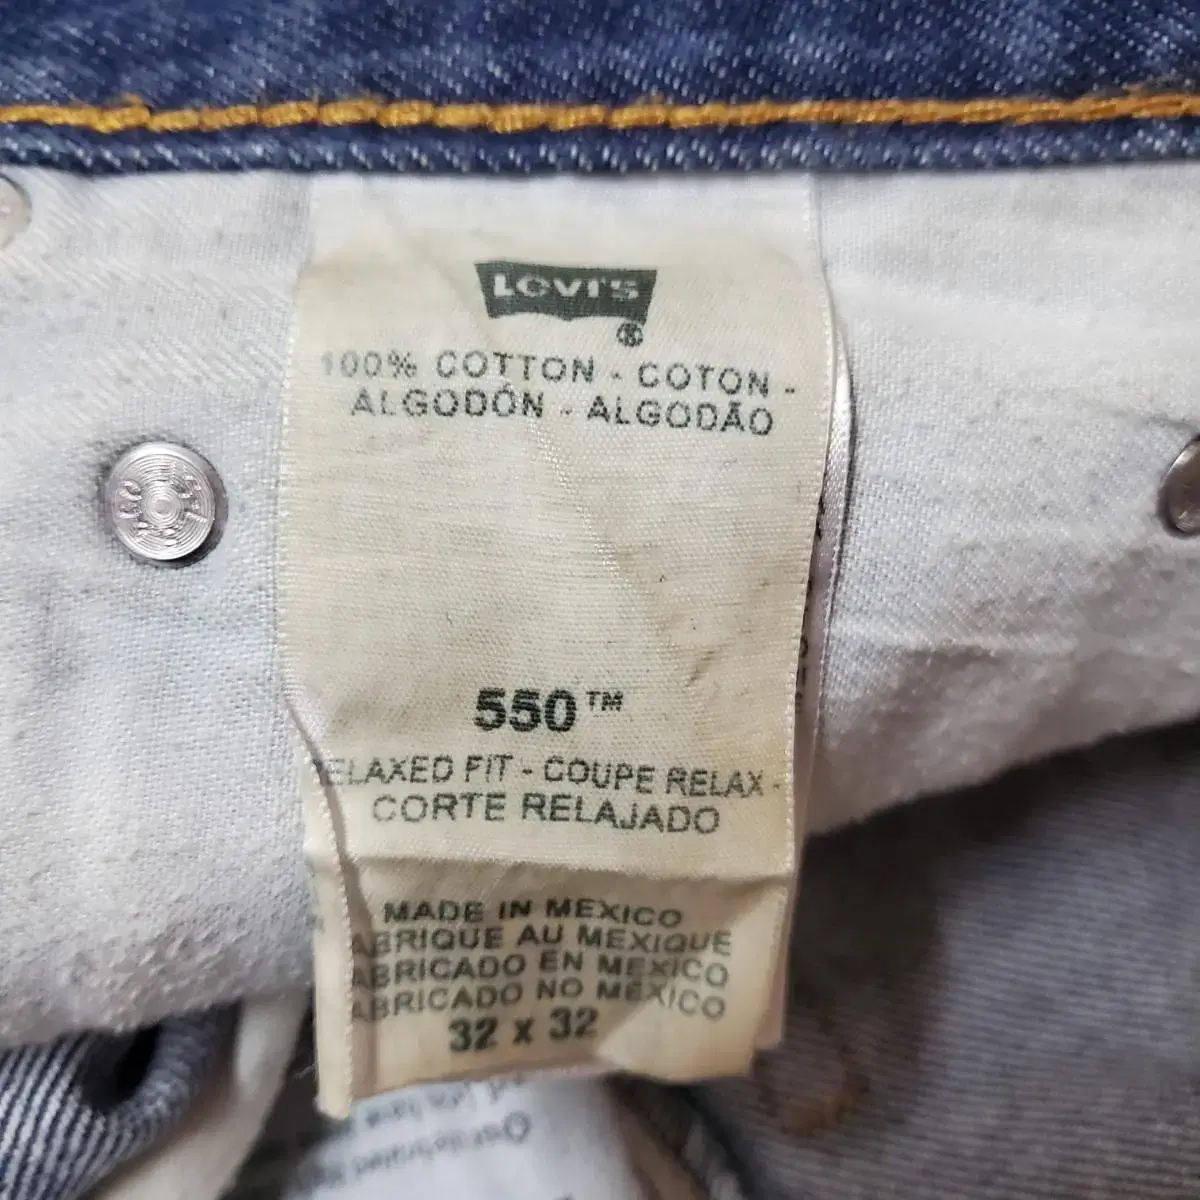 LEVI'S
®
100% COTTON - COTON -
ALGODÓN - ALGODÃO
550™
RELAXED FIT - COUPE RELAX -
CORTE RELAJADO
MADE IN MEXICO
FABRIQUE AU MEXIQUE
FABRICADO EN MEXICO
FABRICADO NO MEXICO
32 x 32